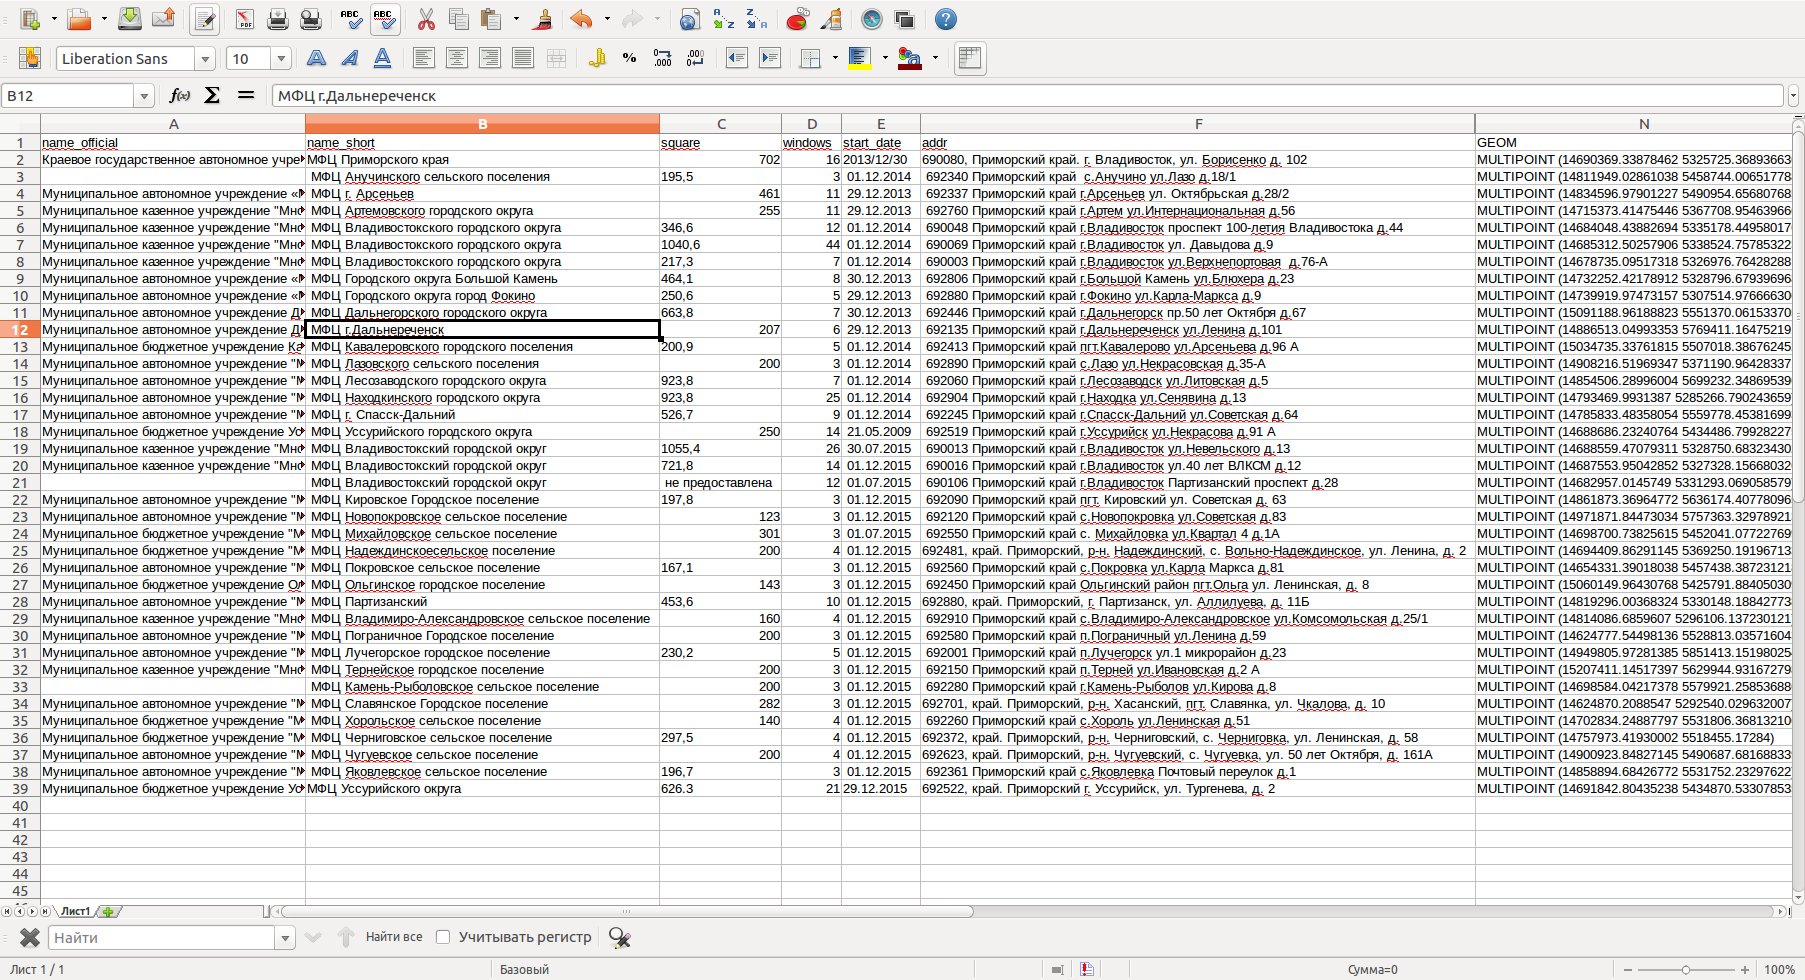 Liberation Sans 10
B12 МФЦ г.Дальнереченск
A B C D E F N
1 name_official name_short square windows start_date addr GEOM
2 Краевое государственное автономное учре МФЦ Приморского края 702 16 2013/12/30 690080, Приморский край. г. Владивосток, ул. Борисенко д. 102 MULTIPOINT (14690369.33878462 5325725.368936636
3 МФЦ Анучинского сельского поселения 195,5 3 01.12.2014 692340 Приморский край с.Анучино ул.Лазо д.18/1 MULTIPOINT (14811949.02861038 5458744.006517788
4 Муниципальное автономное учреждение «М МФЦ г. Арсеньев 461 11 29.12.2013 692337 Приморский край г.Арсеньев ул. Октябрьская д.28/2 MULTIPOINT (14834596.97901227 5490954.65680768
5 Муниципальное казенное учреждение "Мно МФЦ Артемовского городского округа 255 11 29.12.2013 692760 Приморский край г.Артем ул.Интернациональная д.56 MULTIPOINT (14715373.41475446 5367708.95463966
6 Муниципальное казенное учреждение "Мно МФЦ Владивостокского городского округа 346,6 12 01.12.2014 690048 Приморский край г.Владивосток проспект 100-летия Владивостока д.44 MULTIPOINT (14684048.43882694 5335178.44958017
7 Муниципальное казенное учреждение "Мно МФЦ Владивостокского городского округа 1040,6 44 01.12.2014 690069 Приморский край г.Владивосток ул. Давыдова д.9 MULTIPOINT (14685312.50257906 5338524.75785322
8 Муниципальное казенное учреждение "Мно МФЦ Владивостокского городского округа 217,3 7 01.12.2014 690003 Приморский край г.Владивосток ул.Верхнепортовая д.76-А MULTIPOINT (14678735.09517318 5326976.76428288
9 Муниципальное автономное учреждение «М МФЦ Городского округа Большой Камень 464,1 8 30.12.2013 692806 Приморский край г.Большой Камень ул.Блюхера д.23 MULTIPOINT (14732252.42178912 5328796.67939696
10 Муниципальное автономное учреждение «М МФЦ Городского округа город Фокино 250,6 5 29.12.2013 692880 Приморский край г.Фокино ул.Карла-Маркса д.9 MULTIPOINT (14739919.97473157 5307514.97666630
11 Муниципальное автономное учреждение Д МФЦ Дальнегорского городского округа 663,8 7 30.12.2013 692446 Приморский край г.Дальнегорск пр.50 лет Октября д.67 MULTIPOINT (15091188.96188823 5551370.06153370
12 Муниципальное автономное учреждение Д МФЦ г.Дальнереченск 207 6 29.12.2013 692135 Приморский край г.Дальнереченск ул.Ленина д.101 MULTIPOINT (14886513.04993353 5769411.16475219
13 Муниципальное бюджетное учреждение Ка МФЦ Кавалеровского городского поселения 200,9 5 01.12.2014 692413 Приморский край пгт.Кавалерово ул.Арсеньева д.96 А MULTIPOINT (15034735.33761815 5507018.38676245
14 Муниципальное автономное учреждение "М МФЦ Лазовского сельского поселения 200 3 01.12.2014 692890 Приморский край с.Лазо ул.Некрасовская д.35-А MULTIPOINT (14908216.51969347 5371190.96428337
15 Муниципальное автономное учреждение "М МФЦ Лесозаводского городского округа 923,8 7 01.12.2014 692060 Приморский край г.Лесозаводск ул.Литовская д.5 MULTIPOINT (14854506.28996004 5699232.34869539
16 Муниципальное автономное учреждение "М МФЦ Находкинского городского округа 923,8 25 01.12.2014 692904 Приморский край г.Находка ул.Сенявина д.13 MULTIPOINT (14793469.9931387 5285266.790243659
17 Муниципальное автономное учреждение "М МФЦ г. Спасск-Дальний 526,7 9 01.12.2014 692245 Приморский край г.Спасск-Дальний ул.Советская д.64 MULTIPOINT (14785833.48358054 5559778.45381699
18 Муниципальное бюджетное учреждение Ус МФЦ Уссурийского городского округа 250 14 21.05.2009 692519 Приморский край г.Уссурийск ул.Некрасова д.91 А MULTIPOINT (14688686.23240764 5434486.79928227
19 Муниципальное казенное учреждение "Мно МФЦ Владивостокский городской округ 1055,4 26 30.07.2015 690013 Приморский край г.Владивосток ул.Невельского д.13 MULTIPOINT (14688559.47079311 5328750.68323430
20 Муниципальное казенное учреждение "Мно МФЦ Владивостокский городской округ 721,8 14 01.12.2015 690016 Приморский край г.Владивосток ул.40 лет ВЛКСМ д.12 MULTIPOINT (14687553.95042852 5327328.15668032
21 МФЦ Владивостокский городской округ не предоставлена 12 01.07.2015 690106 Приморский край г.Владивосток Партизанский проспект д.28 MULTIPOINT (14682957.0145749 5331293.069058579
22 Муниципальное автономное учреждение "М МФЦ Кировское Городское поселение 197,8 3 01.12.2015 692090 Приморский край пгт. Кировский ул. Советская д. 63 MULTIPOINT (14861873.36964772 5636174.40778096
23 Муниципальное автономное учреждение "М МФЦ Новопокровское сельское поселение 123 3 01.12.2015 692120 Приморский край с.Новопокровка ул.Советская д.83 MULTIPOINT (14971871.84473034 5757363.32978921
24 Муниципальное бюджетное учреждение "М МФЦ Михайловское сельское поселение 301 3 01.07.2015 692550 Приморский край с. Михайловка ул.Квартал 4 д.1А MULTIPOINT (14698700.73825615 5452041.07722769
25 Муниципальное автономное учреждение "М МФЦ Надеждинскоесельское поселение 200 4 01.12.2015 692481, край. Приморский, р-н. Надеждинский, с. Вольно-Надеждинское, ул. Ленина, д. 2 MULTIPOINT (14694409.86291145 5369250.19196713
26 Муниципальное автономное учреждение "М МФЦ Покровское сельское поселение 167,1 3 01.12.2015 692560 Приморский край с.Покровка ул.Карла Маркса д.81 MULTIPOINT (14654331.39018038 5457438.38723121
27 Муниципальное бюджетное учреждение Ол МФЦ Ольгинское городское поселение 143 3 01.12.2015 692450 Приморский край Ольгинский район пгт.Ольга ул. Ленинская, д. 8 MULTIPOINT (15060149.96430768 5425791.88405030
28 Муниципальное автономное учреждение "М МФЦ Партизанский 453,6 10 01.12.2015 692880, край. Приморский, г. Партизанск, ул. Аллилуева, д. 11Б MULTIPOINT (14819296.00368324 5330148.18842773
29 Муниципальное казенное учреждение "Мно МФЦ Владимиро-Александровское сельское поселение 160 4 01.12.2015 692910 Приморский край с.Владимиро-Александровское ул.Комсомольская д.25/1 MULTIPOINT (14814086.6859607 5296106.137230121
30 Муниципальное автономное учреждение "М МФЦ Пограничное Городское поселение 200 3 01.12.2015 692580 Приморский край п.Пограничный ул.Ленина д.59 MULTIPOINT (14624777.54498136 5528813.03571604
31 Муниципальное автономное учреждение "М МФЦ Лучегорское городское поселение 230,2 5 01.12.2015 692001 Приморский край п.Лучегорск ул.1 микрорайон д.23 MULTIPOINT (14949805.97281385 5851413.15198025
32 Муниципальное казенное учреждение "Мно МФЦ Тернейское городское поселение 200 3 01.12.2015 692150 Приморский край п.Терней ул.Ивановская д.2 А MULTIPOINT (15207411.14517397 5629944.93167279
33 МФЦ Камень-Рыболовское сельское поселение 200 3 01.12.2015 692280 Приморский край г.Камень-Рыболов ул.Кирова д.8 MULTIPOINT (14698584.04217378 5579921.25853688
34 Муниципальное автономное учреждение "М МФЦ Славянское Городское поселение 282 3 01.12.2015 692701, край. Приморский, р-н. Хасанский, пгт. Славянка, ул. Чкалова, д. 10 MULTIPOINT (14624870.2088547 5292540.029632007
35 Муниципальное бюджетное учреждение "М МФЦ Хорольское сельское поселение 140 4 01.12.2015 692260 Приморский край с.Хороль ул.Ленинская д.51 MULTIPOINT (14702834.24887797 5531806.36813210
36 Муниципальное бюджетное учреждение "М МФЦ Черниговское сельское поселение 297,5 4 01.12.2015 692372, край. Приморский, р-н. Черниговский, с. Черниговка, ул. Ленинская, д. 58 MULTIPOINT (14757973.41930002 5518455.17284)
37 Муниципальное автономное учреждение "М МФЦ Чугуевское сельское поселение 200 4 01.12.2015 692623, край. Приморский, р-н. Чугуевский, с. Чугуевка, ул. 50 лет Октября, д. 161А MULTIPOINT (14900923.84827145 5490687.68168833
38 Муниципальное автономное учреждение "М МФЦ Яковлевское сельское поселение 196,7 3 01.12.2015 692361 Приморский край с.Яковлевка Почтовый переулок д.1 MULTIPOINT (14858894.68426772 5531752.23297622
39 Муниципальное бюджетное учреждение Ус МФЦ Уссурийского округа 626.3 21 29.12.2015 692522, край. Приморский г. Уссурийск, ул. Тургенева, д. 2 MULTIPOINT (14691842.80435238 5434870.53307853
40
41
42
43
44
45
Лист1
Найти Найти все Учитывать регистр
Лист 1 / 1 Базовый Сумма=0 100%